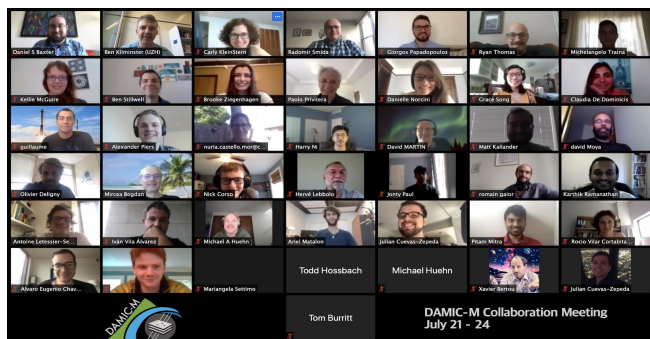 Daniel S Baxter
Ben Kilminster (UZH)
Carly KleinStern
Radomir Smida
Giorgos Papadopoulos
Ryan Thomas
Michelangelo Traina
Kellie McGuire
Ben Stillwell
Brooke Ziegenhagen
Paolo Privitera
Danielle Norcini
Grace Song
Claudia De Dominicis
guillaume
Alexander Piers
nuria.castello.mor@c...
Harry Ni
David MARTIN
Matt Kallander
david Moya
Olivier Deligny
Mircea Bogdan
Nick Corso
Hervé Lebbolo
Jonty Paul
romain gaior
Karthik Ramanathan
Antoine Letessier-Se...
Iván Vila Álvarez
Michael A Huehn
Ariel Matalon
Julian Cuevas-Zepeda
Pitam Mitra
Rocio Vilar Cortabita...
Alvaro Eugenio Chav...
Mariangela Settimo
Todd Hossbach
Michael Huehn
Xavier Bertou
Julian Cuevas-Zepeda
DAMIC-M
Tom Burritt
DAMIC-M Collaboration Meeting
July 21 - 24